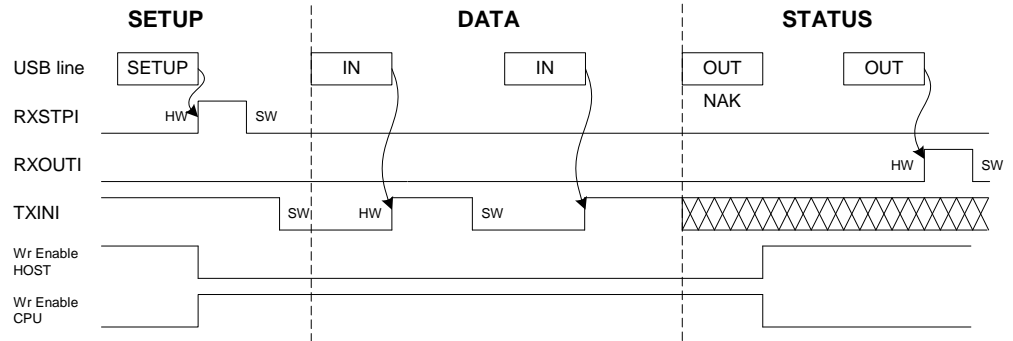 SETUP DATA STATUS
USB line SETUP IN IN OUT OUT
NAK
RXSTPI HW SW
RXOUTI HW SW
TXINI SW HW SW
Wr Enable
HOST
Wr Enable
CPU